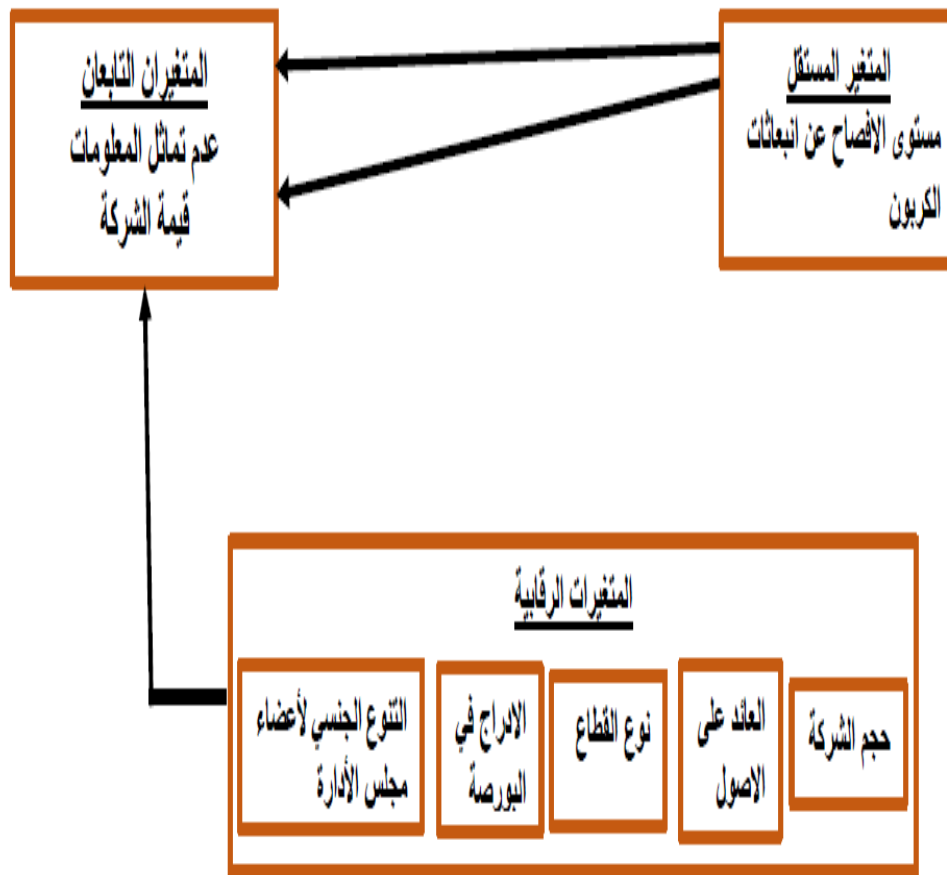 المتغير المستقل
مستوى الافصاح عن انبعاثات
الكربون
المتغيران التابعان
عدم تماثل المعلومات
قيمة الشركة
المتغيرات الرقابية
حجم الشركة
العائد على
الاصول
نوع القطاع
الادراج في
البورصة
التنوع الجنسي لأعضاء
مجلس الأدارة